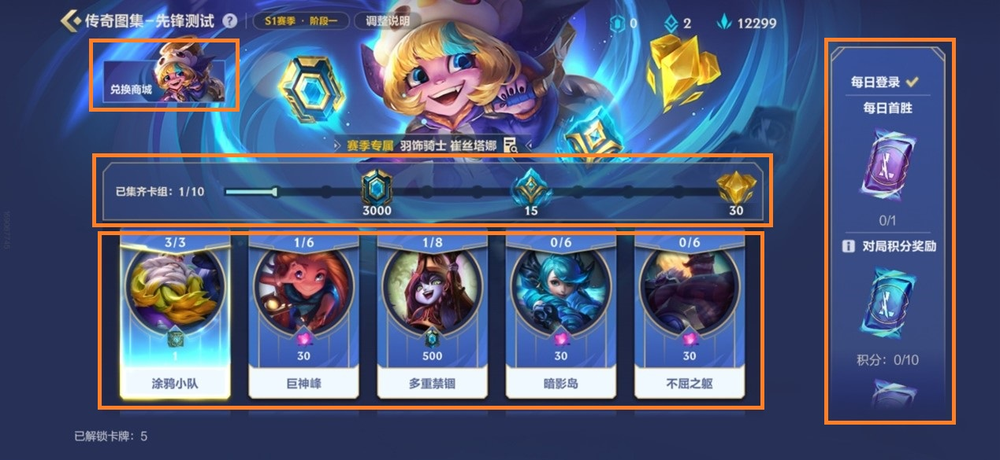 传奇图集-先锋测试 ?
S1赛季 · 阶段一
调整说明
0
2
12299
兑换商城
赛季专属 羽饰骑士 崔丝塔娜
已集齐卡组：1/10
3000
15
30
3/3
1
涂鸦小队
1/6
30
巨神峰
1/8
500
多重禁锢
0/6
30
暗影岛
0/6
30
不屈之躯
每日登录
每日首胜
0/1
对局积分奖励
积分：0/10
已解锁卡牌：5